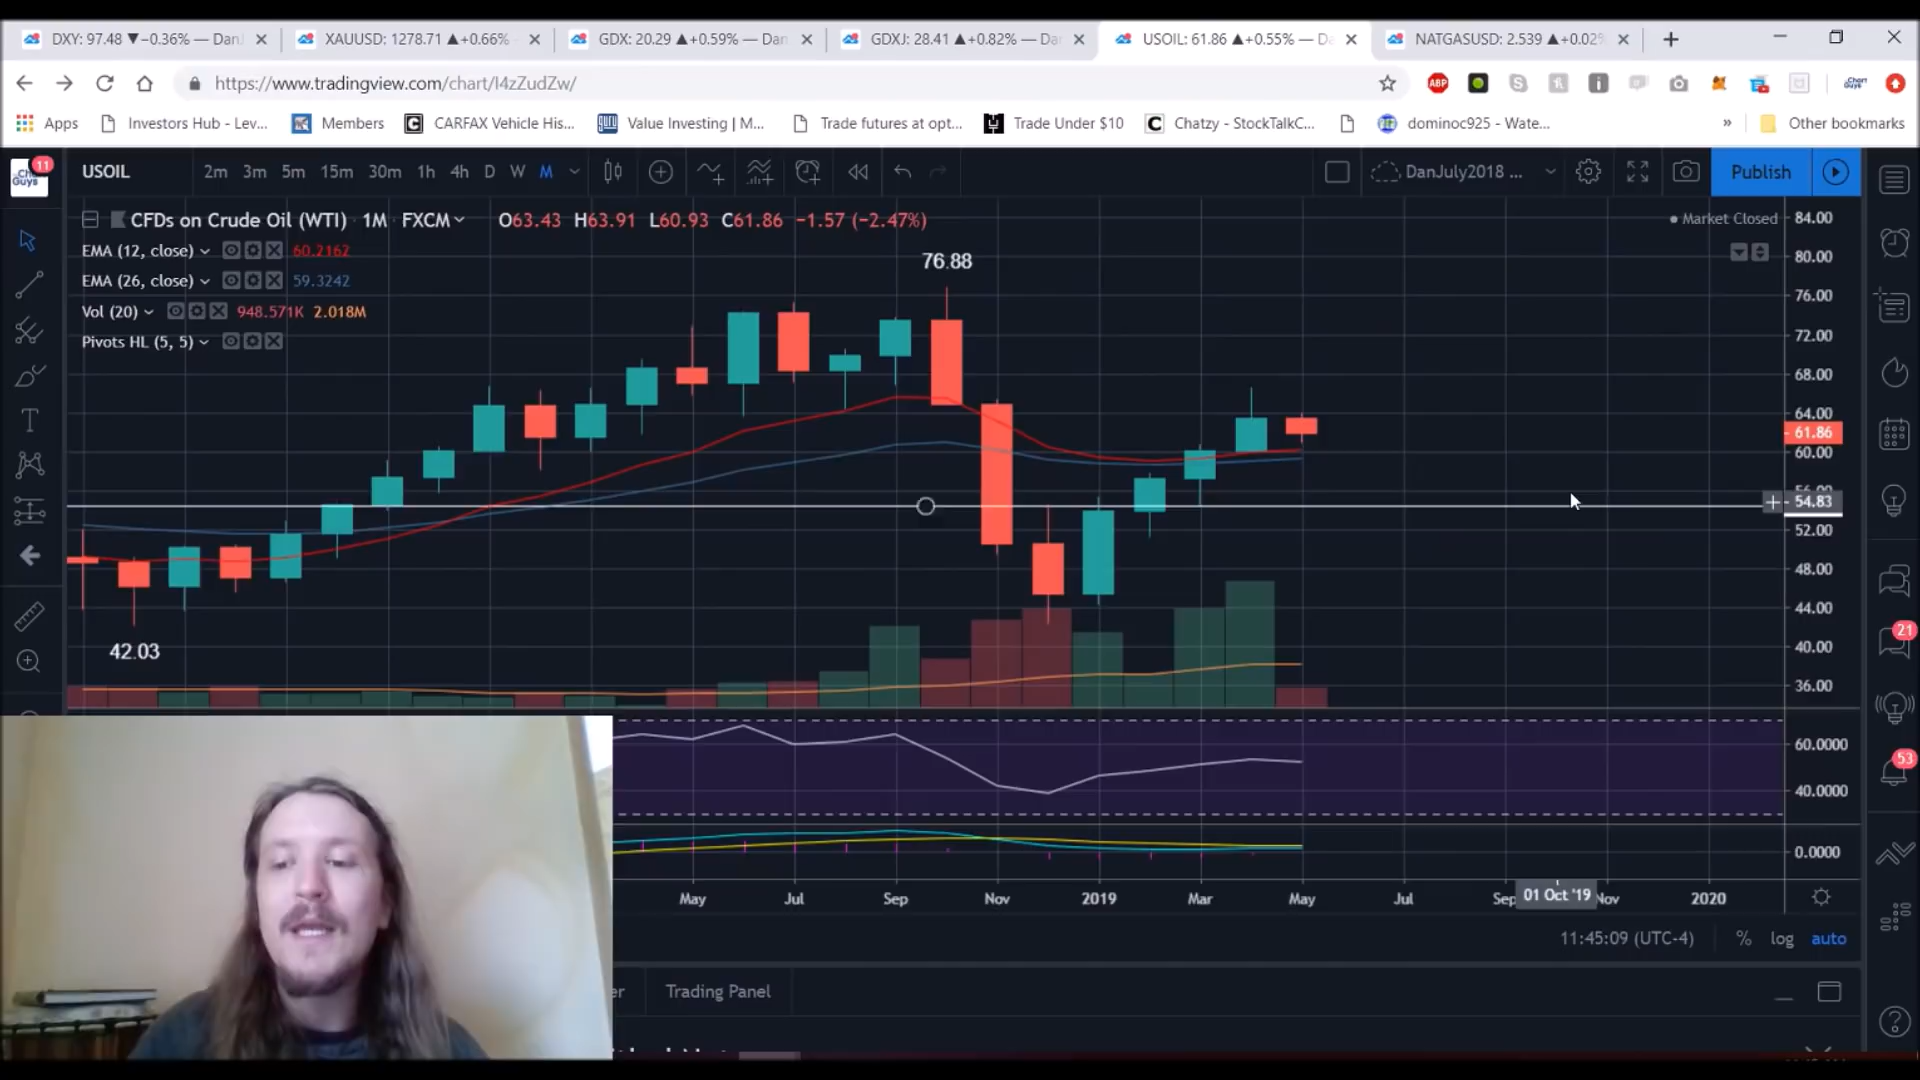 DXY: 97.48 ▼−0.36% — Dan
XAUUSD: 1278.71 ▲+0.66%
GDX: 20.29 ▲+0.59% — Dan
GDXJ: 28.41 ▲+0.82% — Da
USOIL: 61.86 ▲+0.55% — D
NATGASUSD: 2.539 ▲+0.02%
https://www.tradingview.com/chart/I4zZudZw/
ABP
Apps
Investors Hub - Lev...
Members
CARFAX Vehicle His...
Value Investing | M...
Trade futures at opt...
Trade Under $10
Chatzy - StockTalkC...
dominoc925 - Wate...
»
Other bookmarks
11
USOIL
2m 3m 5m 15m 30m 1h 4h D W M
DanJuly2018 ...
Publish
CFDs on Crude Oil (WTI) 1M FXCM
O63.43 H63.91 L60.93 C61.86 −1.57 (−2.47%)
Market Closed
EMA (12, close) 60.2162
EMA (26, close) 59.3242
Vol (20) 948.571K 2.018M
Pivots HL (5, 5)
76.88
42.03
84.00
80.00
76.00
72.00
68.00
64.00
61.86
60.00
56.00
54.83
52.00
48.00
44.00
40.00
36.00
60.0000
40.0000
0.0000
21
53
May Jul Sep Nov 2019 Mar May Jul Sep 01 Oct '19 Nov 2020
11:45:09 (UTC-4) % log auto
er
Trading Panel